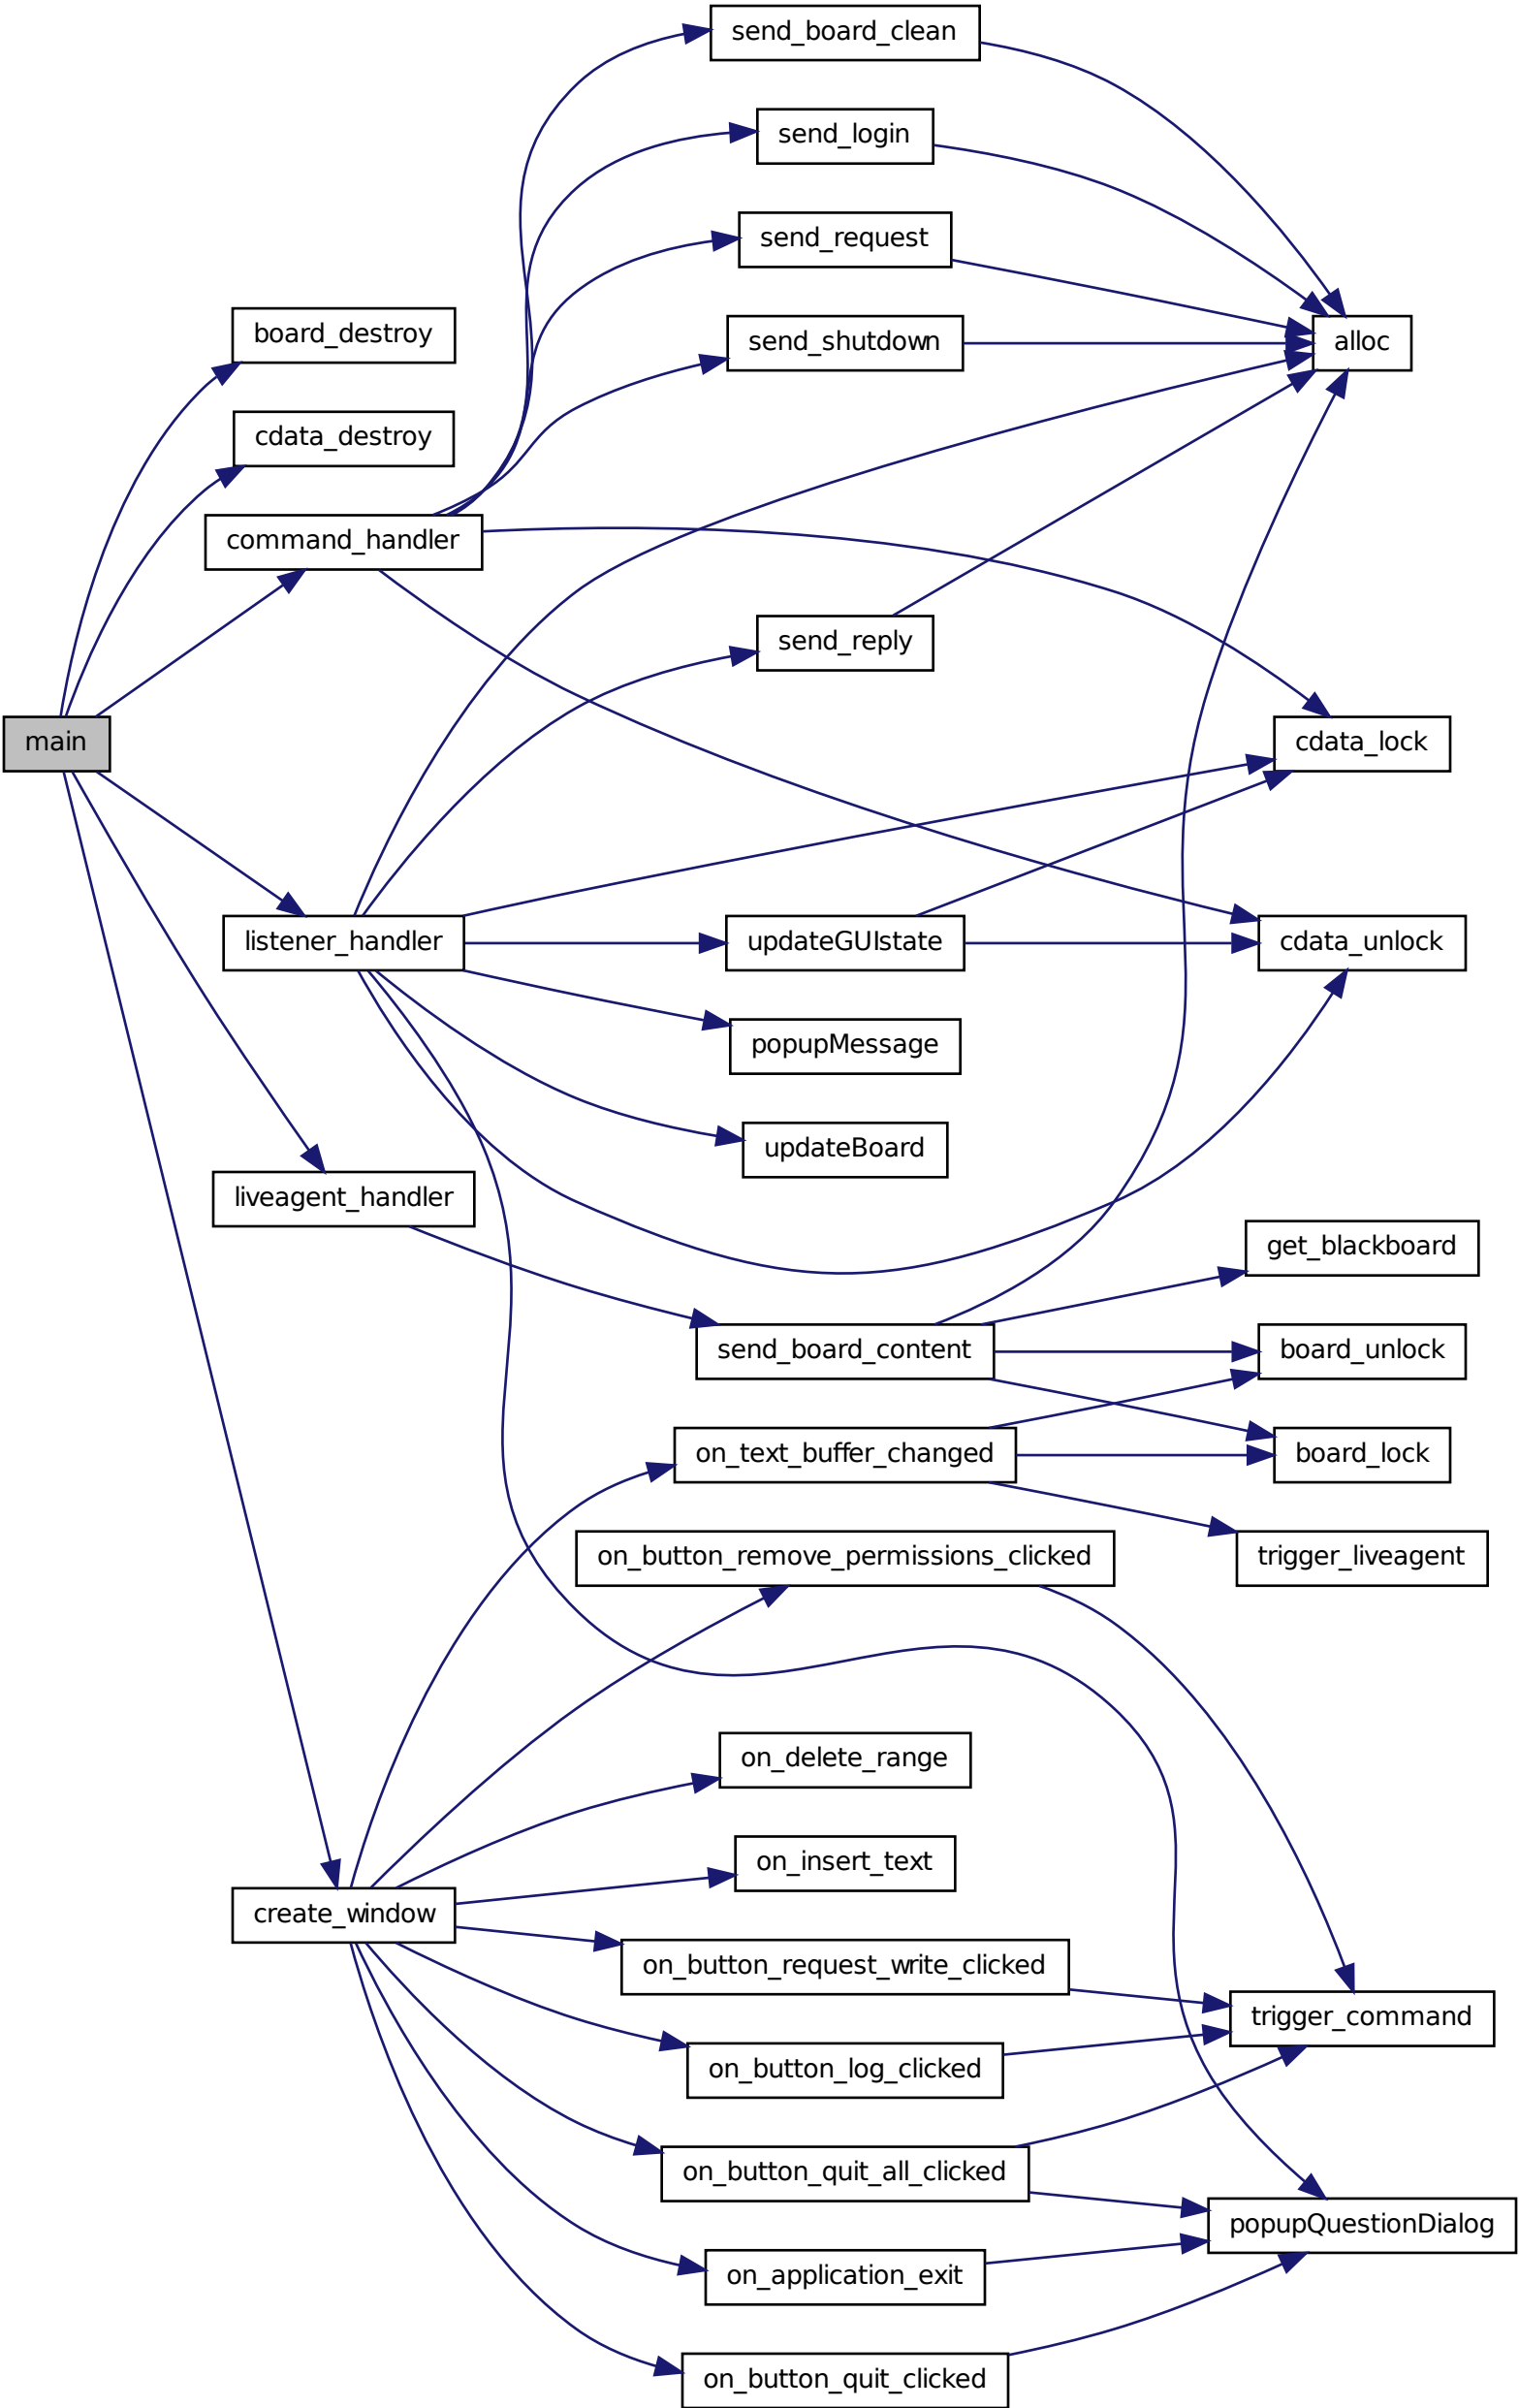 send_board_clean
send_login
send_request
board_destroy
send_shutdown
alloc
cdata_destroy
command_handler
send_reply
main
cdata_lock
listener_handler
updateGUIstate
cdata_unlock
popupMessage
updateBoard
liveagent_handler
get_blackboard
send_board_content
board_unlock
on_text_buffer_changed
board_lock
on_button_remove_permissions_clicked
trigger_liveagent
on_delete_range
on_insert_text
create_window
on_button_request_write_clicked
trigger_command
on_button_log_clicked
on_button_quit_all_clicked
popupQuestionDialog
on_application_exit
on_button_quit_clicked